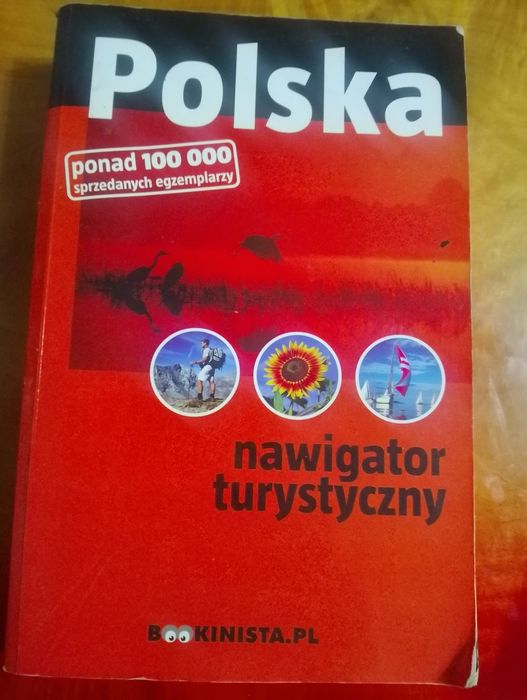 Polska
ponad 100 000
sprzedanych egzemplarzy
nawigator
turystyczny
BOOKINISTA.PL